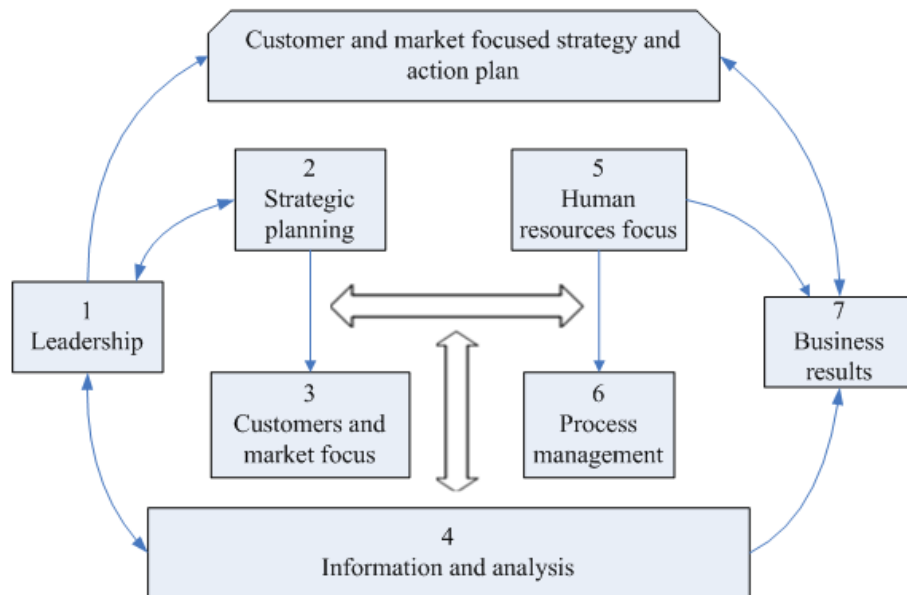 Customer and market focused strategy and
action plan
2
Strategic
planning
5
Human
resources focus
1
Leadership
7
Business
results
3
Customers and
market focus
6
Process
management
4
Information and analysis